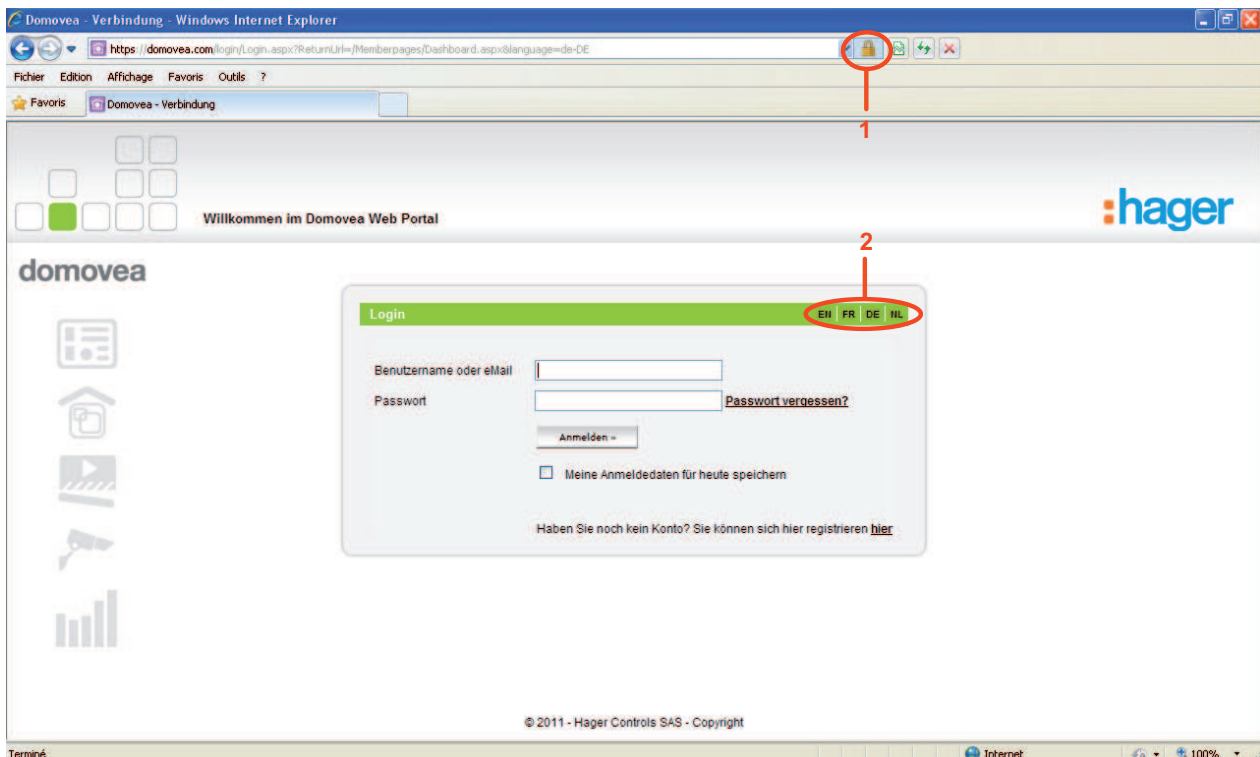 Domovea - Verbindung - Windows Internet Explorer
https://domovea.com/login/Login.aspx?ReturnUrl=/Memberpages/Dashboard.aspx&language=de-DE
Fichier Edition Affichage Favoris Outils ?
Favoris Domovea - Verbindung
1
Willkommen im Domovea Web Portal
:hager
2
domovea
Login EN FR DE NL
Benutzername oder eMail
Passwort Passwort vergessen?
Anmelden »
Meine Anmeldedaten für heute speichern
Haben Sie noch kein Konto? Sie können sich hier registrieren hier
© 2011 - Hager Controls SAS - Copyright
Terminé Internet 100%